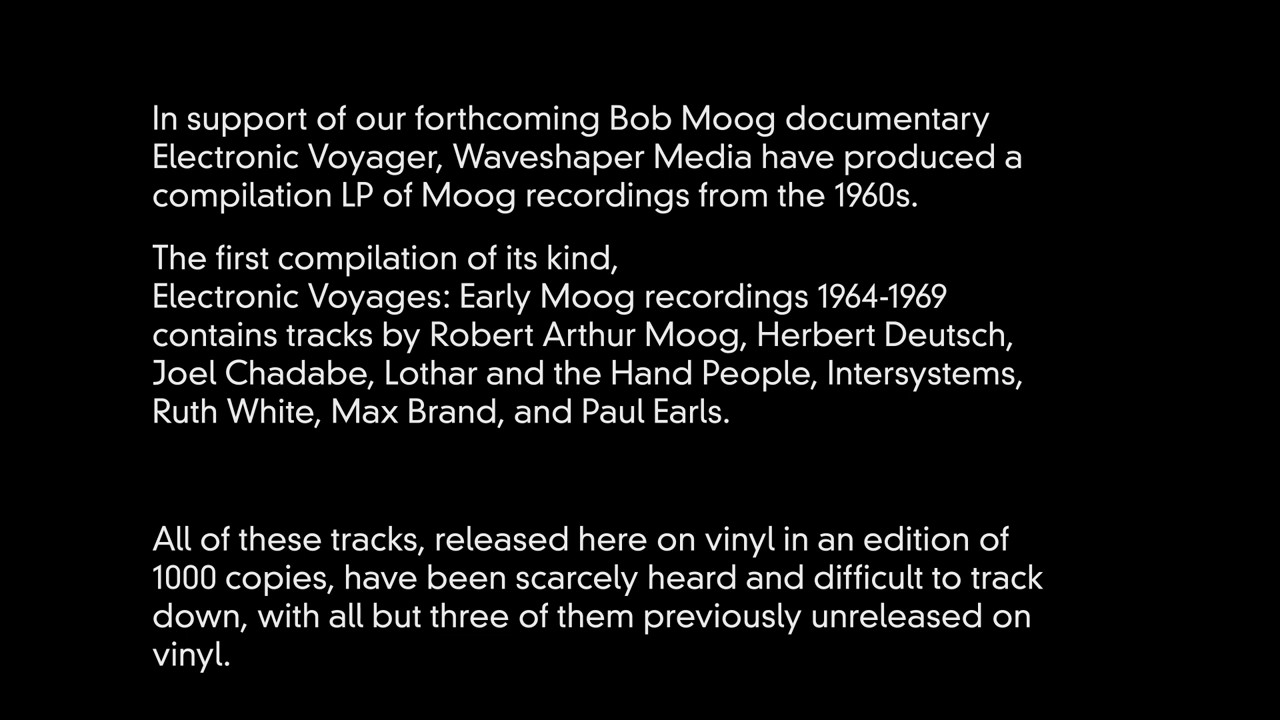 In support of our forthcoming Bob Moog documentary
Electronic Voyager, Waveshaper Media have produced a
compilation LP of Moog recordings from the 1960s.
The first compilation of its kind,
Electronic Voyages: Early Moog recordings 1964-1969
contains tracks by Robert Arthur Moog, Herbert Deutsch,
Joel Chadabe, Lothar and the Hand People, Intersystems,
Ruth White, Max Brand, and Paul Earls.
All of these tracks, released here on vinyl in an edition of
1000 copies, have been scarcely heard and difficult to track
down, with all but three of them previously unreleased on
vinyl.